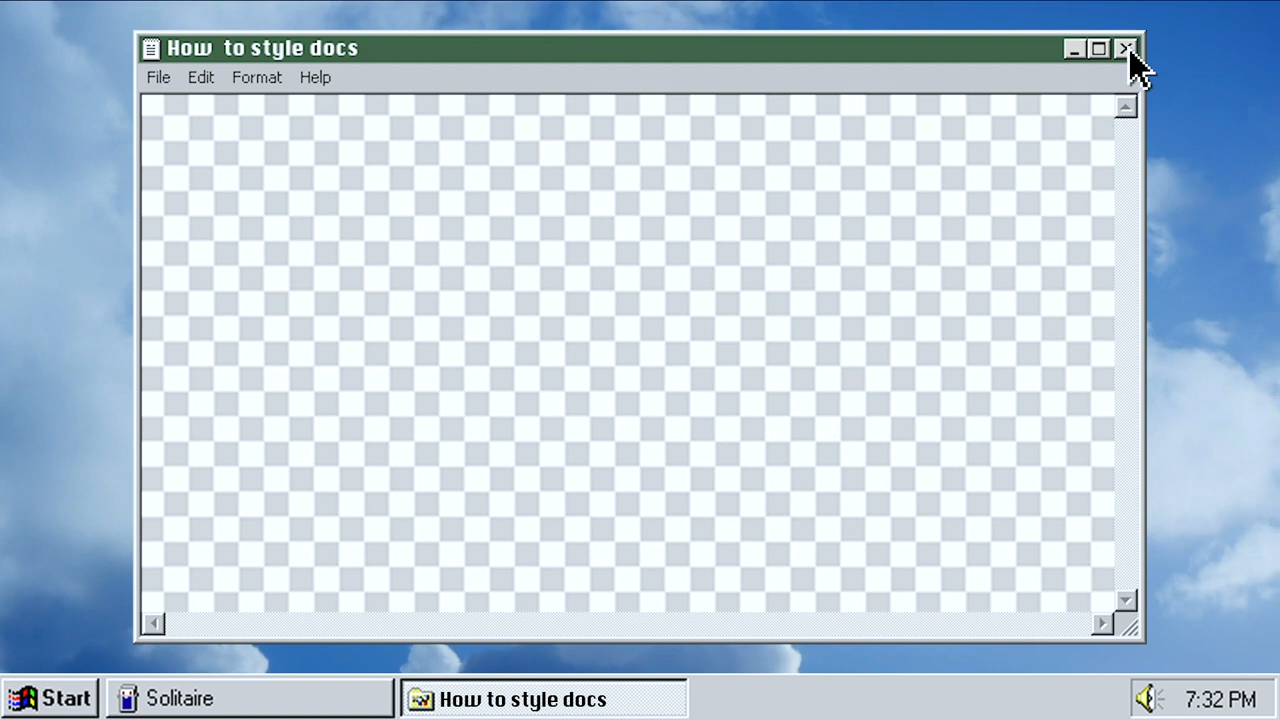 How  to style docs
File Edit Format Help
Start Solitaire How to style docs 7:32 PM